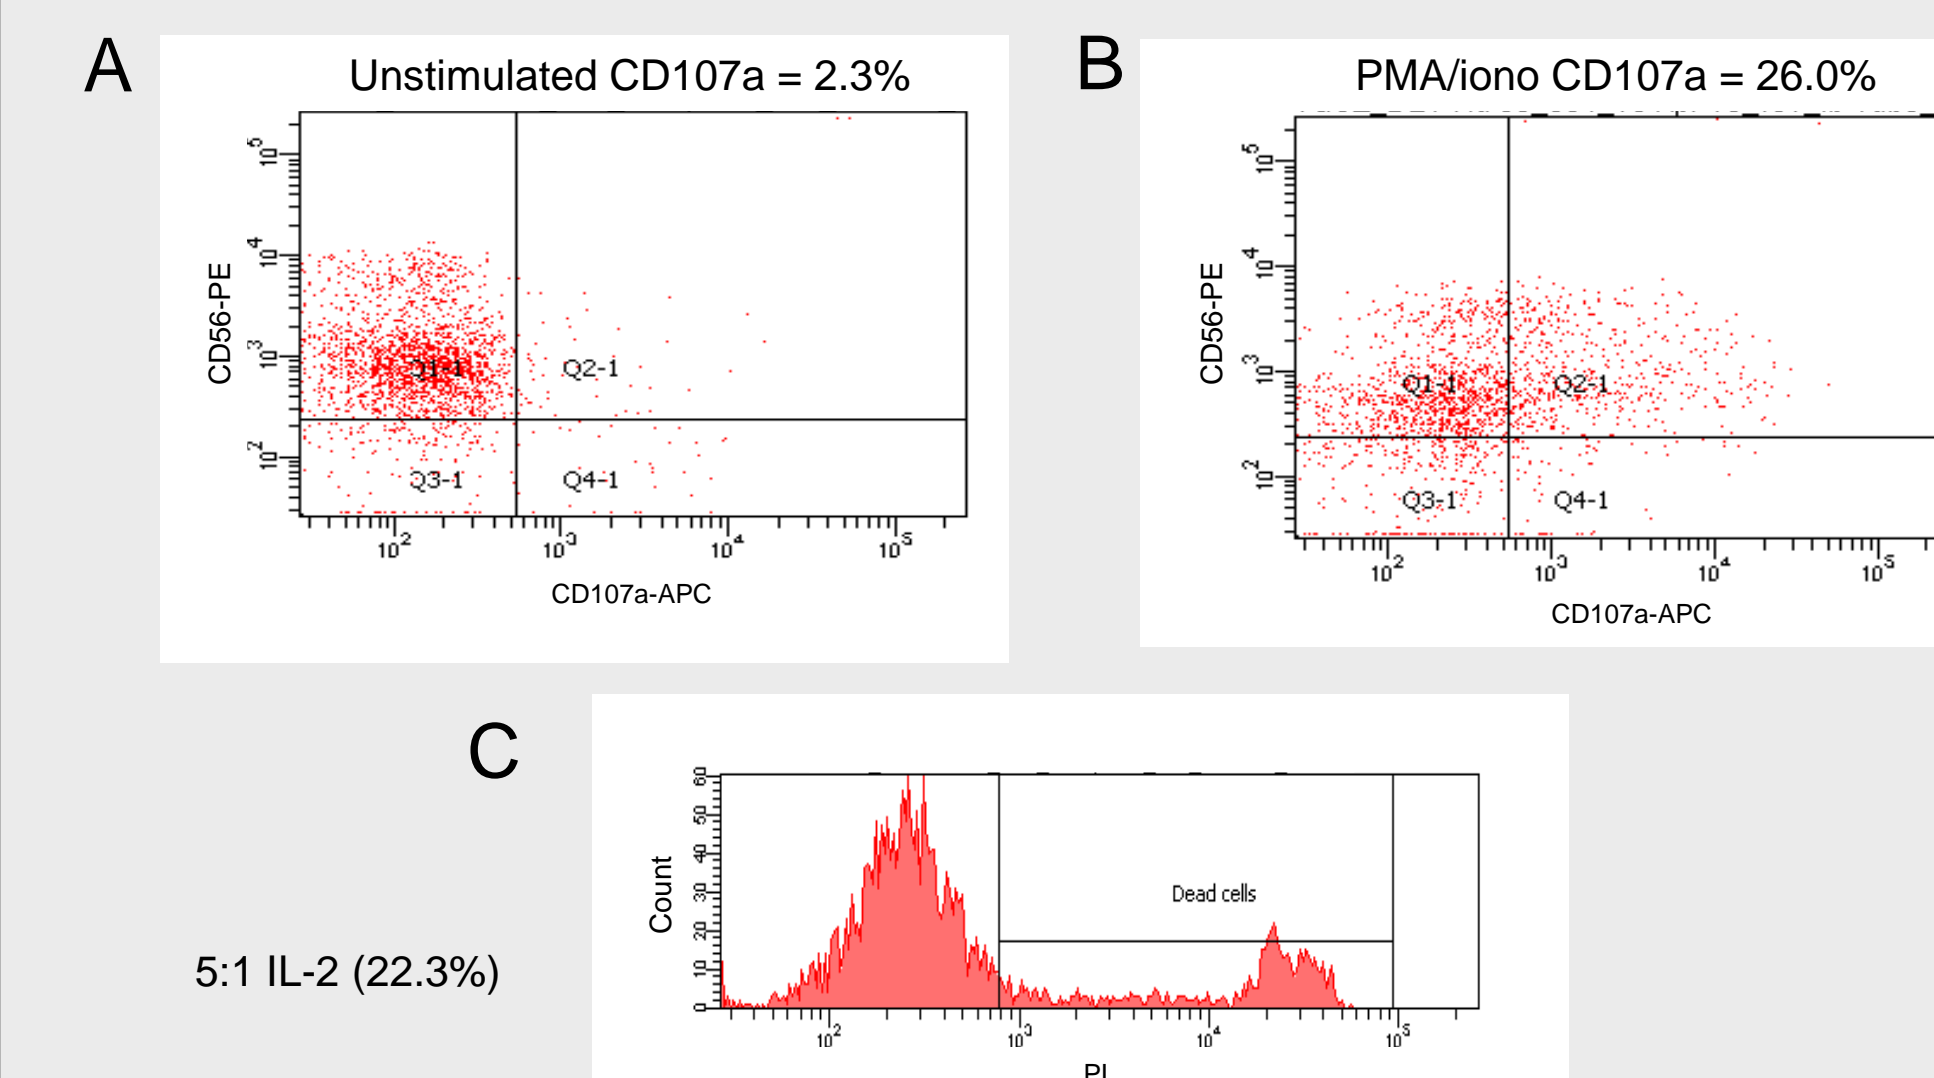 A
Unstimulated CD107a = 2.3%
CD56-PE
10^5
10^4
10^3
10^2
Q1-1
Q2-1
Q3-1
Q4-1
10^2
10^3
10^4
10^5
CD107a-APC
B
PMA/iono CD107a = 26.0%
CD56-PE
10^5
10^4
10^3
10^2
Q1-1
Q2-1
Q3-1
Q4-1
10^2
10^3
10^4
10^5
CD107a-APC
C
5:1 IL-2 (22.3%)
Count
60
50
40
30
20
10
0
Dead cells
10^2
10^3
10^4
10^5
PI